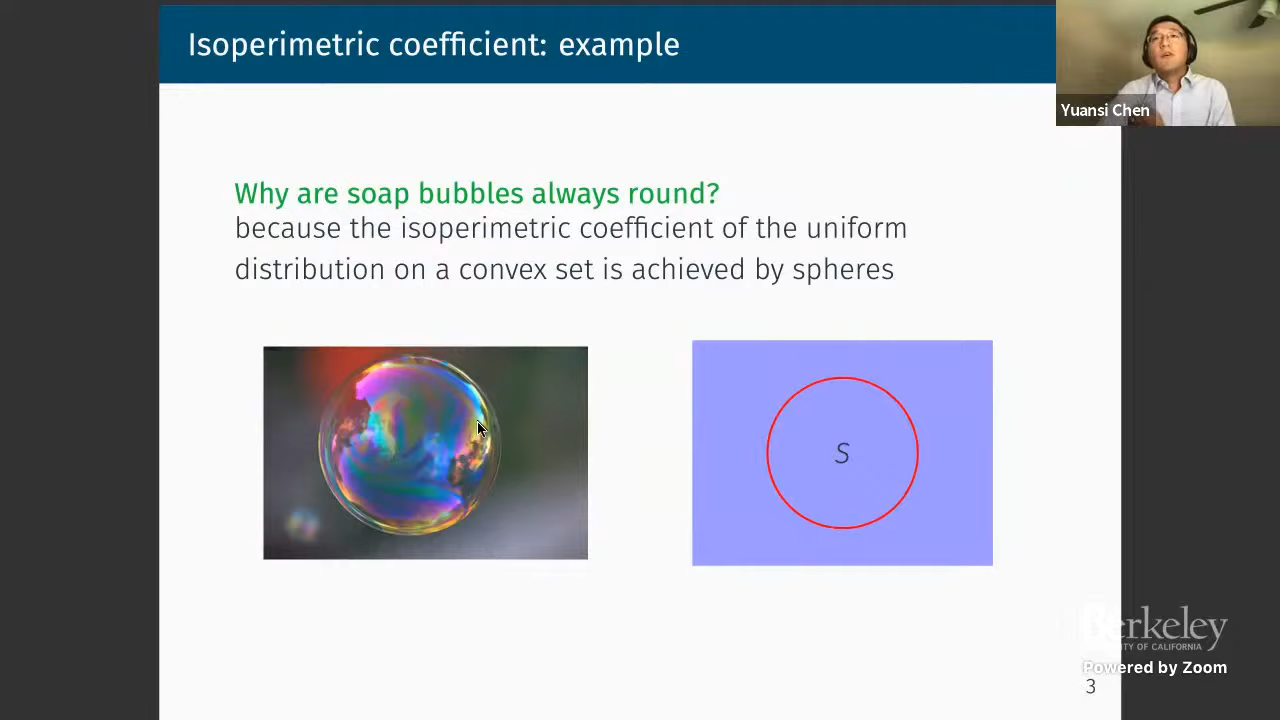 Isoperimetric coefficient: example
Yuansi Chen
Why are soap bubbles always round?
because the isoperimetric coefficient of the uniform
distribution on a convex set is achieved by spheres
S
Berkeley
OF CALIFORNIA
Powered by Zoom
3